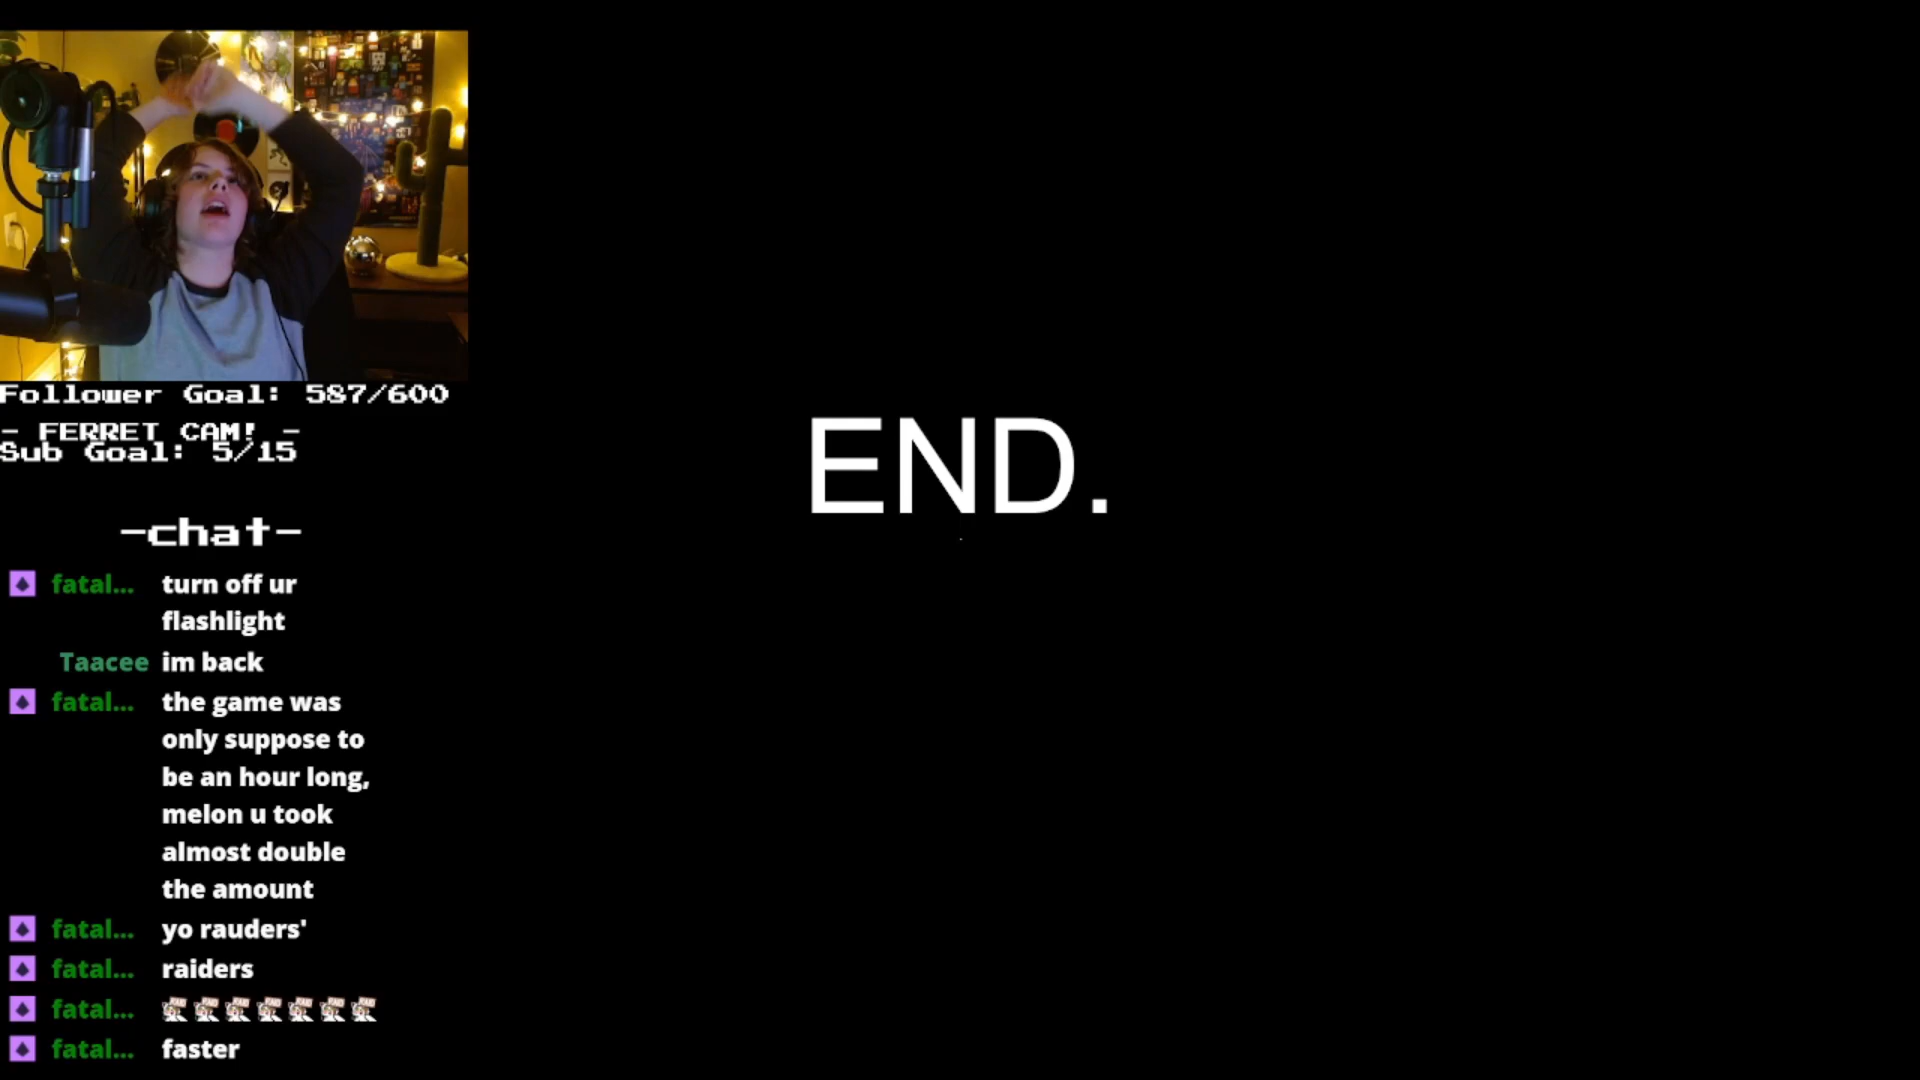 Follower Goal: 587/600
- FERRET CAM! -
Sub Goal: 5/15
-chat-
fatal... turn off ur
flashlight
Taacee im back
fatal... the game was
only suppose to
be an hour long,
melon u took
almost double
the amount
fatal... yo rauders'
fatal... raiders
fatal...
fatal... faster
END.